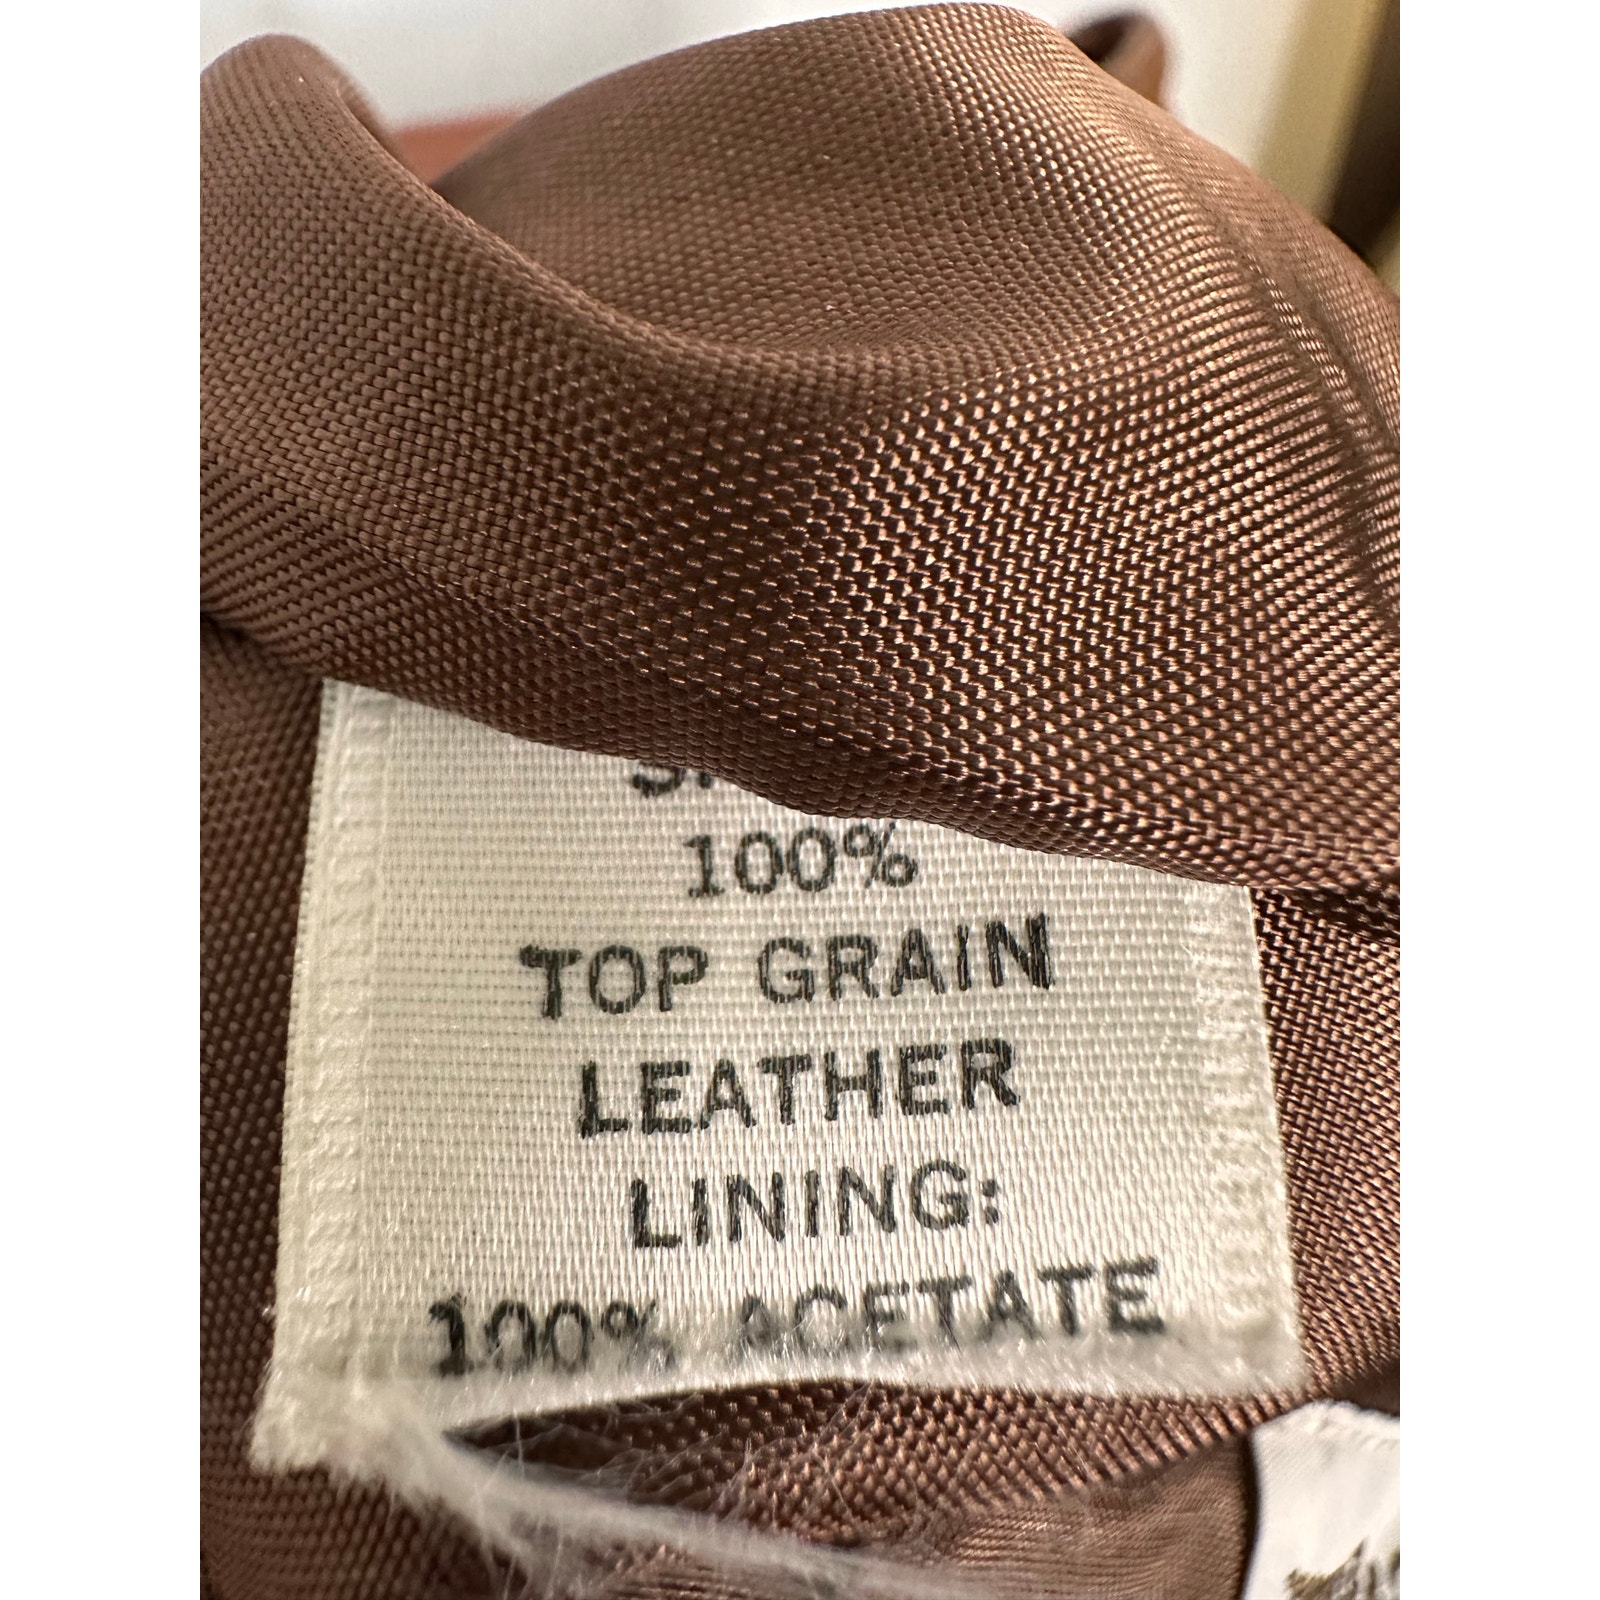 100%
TOP GRAIN
LEATHER
LINING:
100% ACETATE